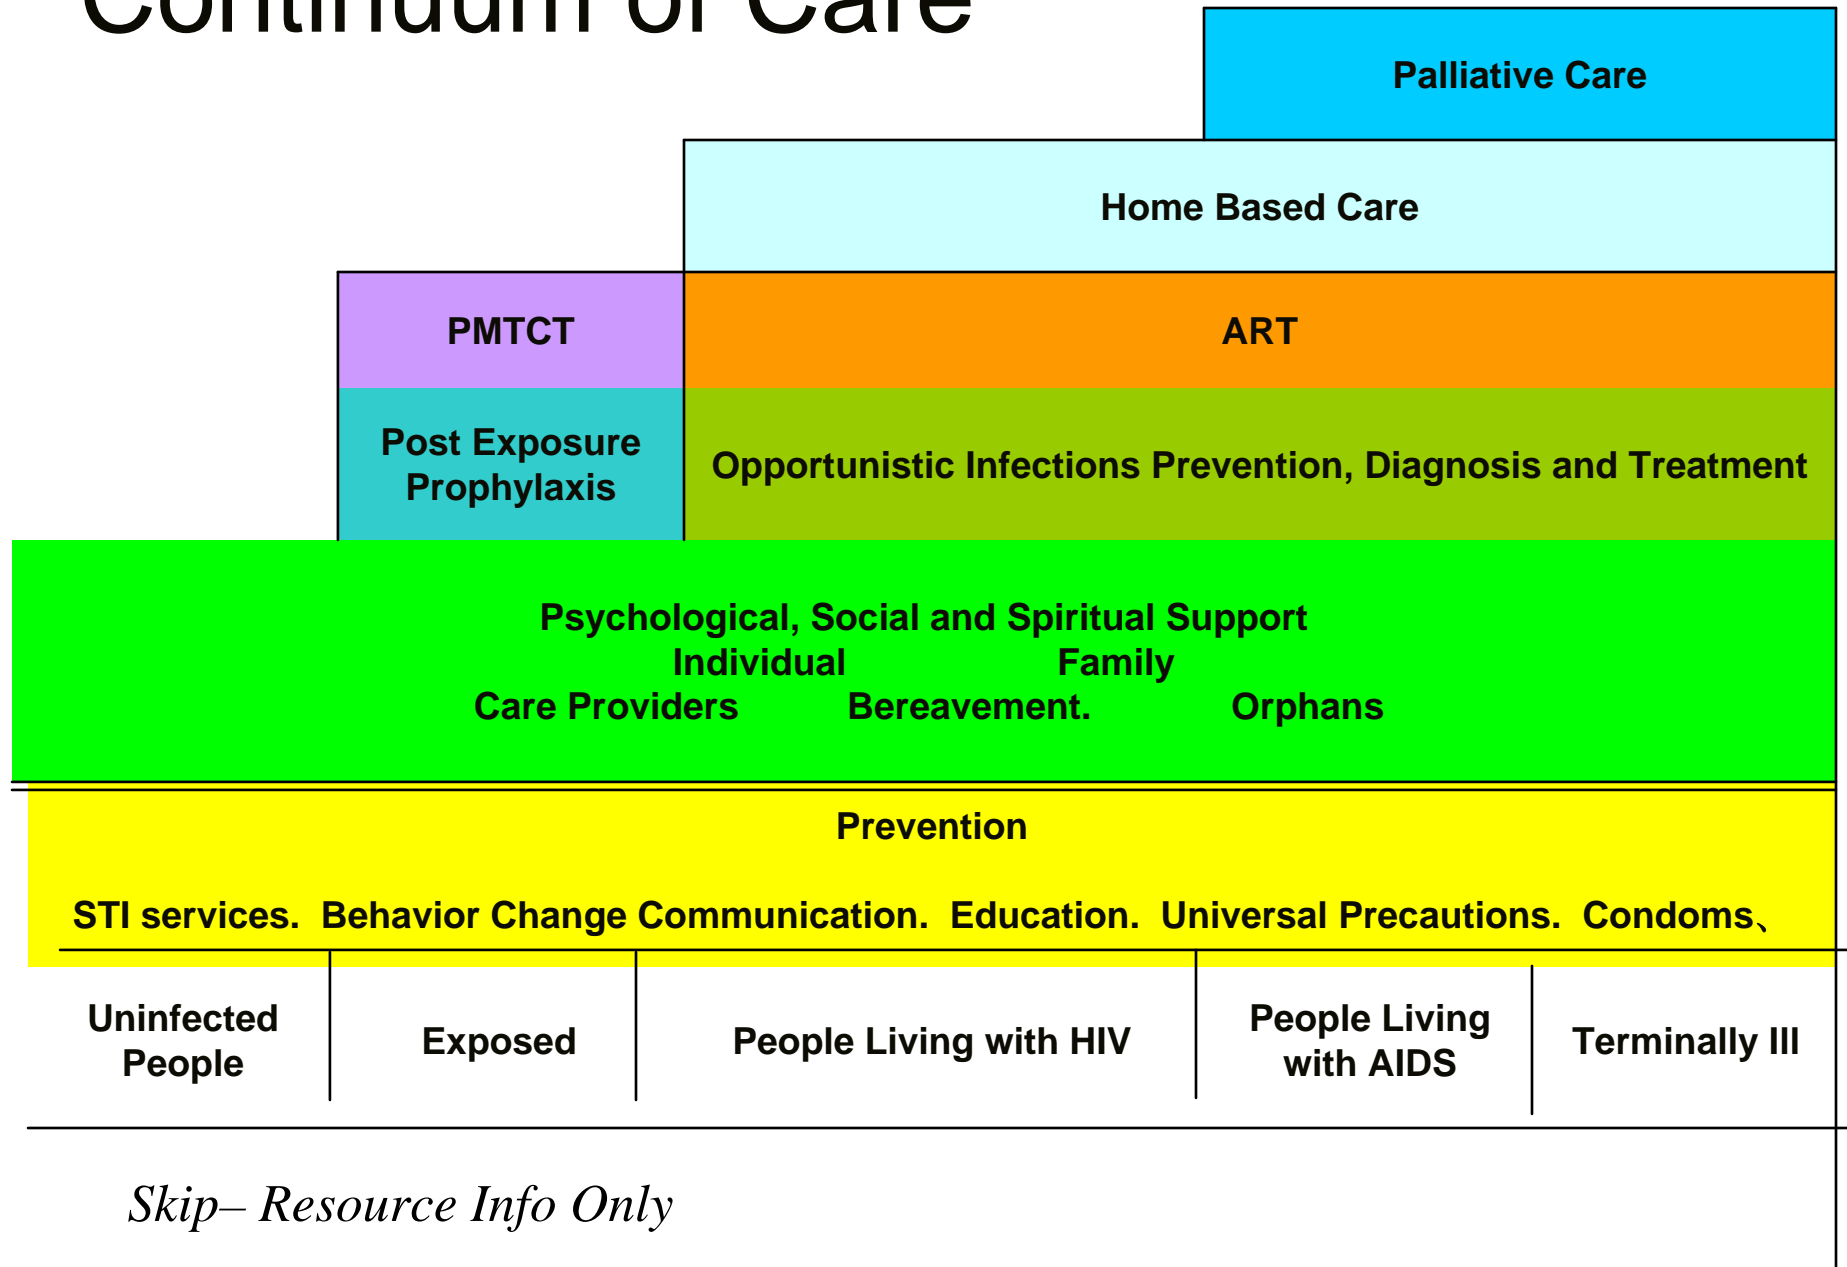 Continuum of Care
Palliative Care
Home Based Care
PMTCT
ART
Post Exposure
Prophylaxis
Opportunistic Infections Prevention, Diagnosis and Treatment
Psychological, Social and Spiritual Support
Individual Family
Care Providers Bereavement. Orphans
Prevention
STI services. Behavior Change Communication. Education. Universal Precautions. Condoms、
Uninfected
People
Exposed
People Living with HIV
People Living
with AIDS
Terminally Ill
Skip– Resource Info Only